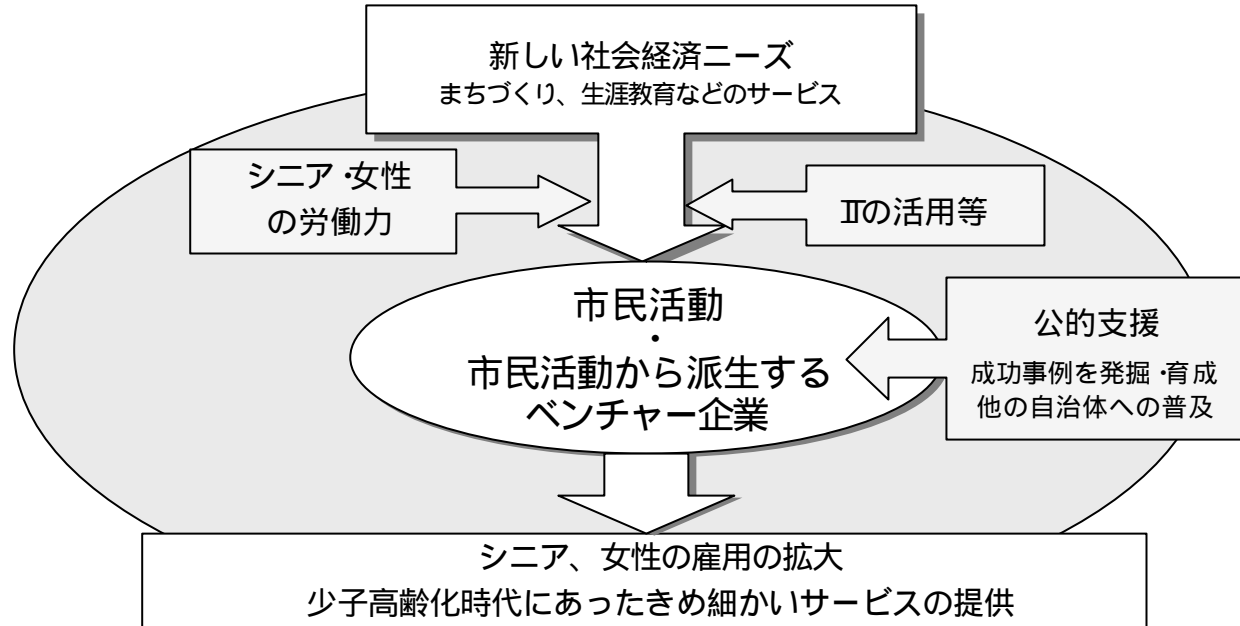 新しい社会経済ニーズ
まちづくり、生涯教育などのサービス
シニア・女性
の労働力
ITの活用等
市民活動
・
市民活動から派生する
ベンチャー企業
公的支援
成功事例を発掘・育成
他の自治体への普及
シニア、女性の雇用の拡大
少子高齢化時代にあったきめ細かいサービスの提供